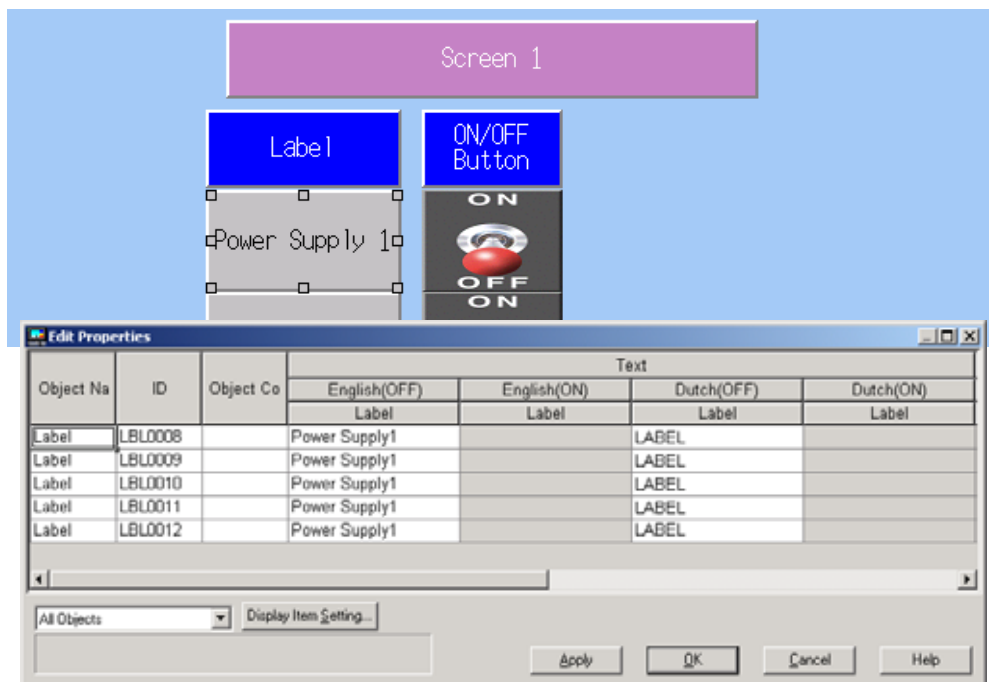 Screen 1
Label
ON/OFF
Button
ON
Power Supply 1
OFF
ON
Edit Properties
Text
Object Na ID Object Co English(OFF) English(ON) Dutch(OFF) Dutch(ON)
Label Label Label Label
Label LBL0008 Power Supply1 LABEL
Label LBL0009 Power Supply1 LABEL
Label LBL0010 Power Supply1 LABEL
Label LBL0011 Power Supply1 LABEL
Label LBL0012 Power Supply1 LABEL
All Objects Display Item Setting...
Apply OK Cancel Help